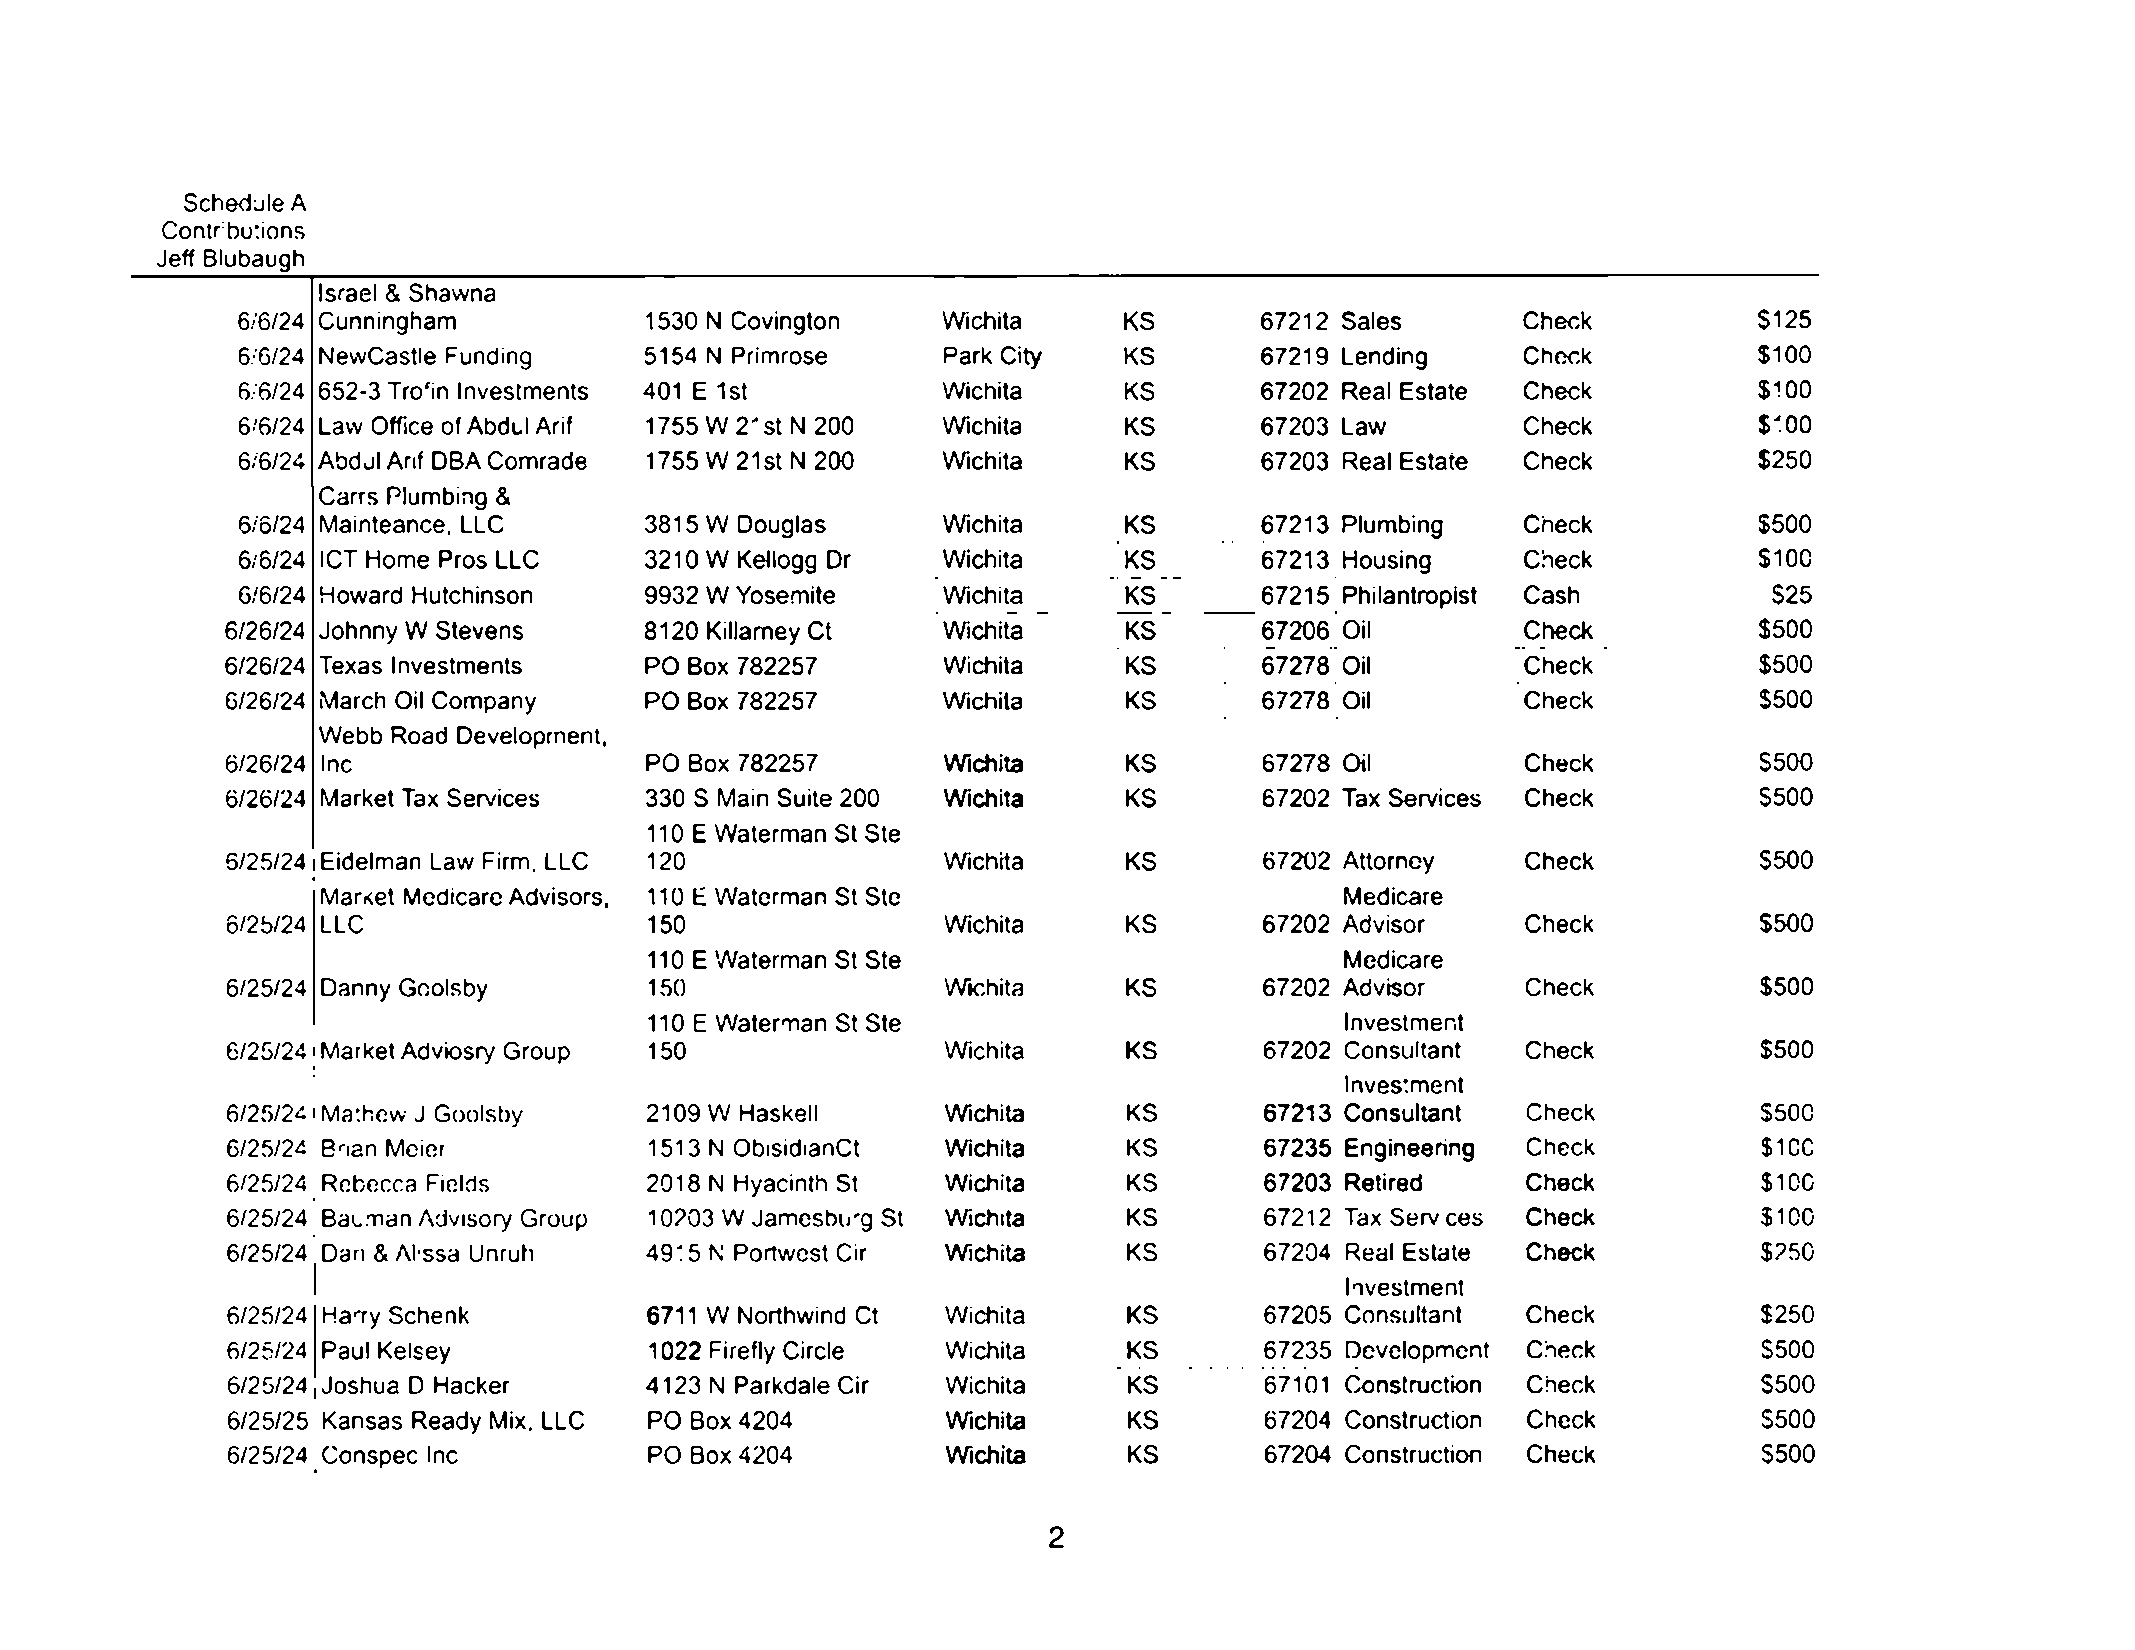 Schedule A
Contributions
Jeff Blubaugh
Israel & Shawna
6/6/24 Cunningham 1530 N Covington Wichita KS 67212 Sales Check $125
6/6/24 NewCastle Funding 5154 N Primrose Park City KS 67219 Lending Check $100
6/6/24 652-3 Trofin Investments 401 E 1st Wichita KS 67202 Real Estate Check $100
6/6/24 Law Office of Abdul Arif 1755 W 21st N 200 Wichita KS 67203 Law Check $100
6/6/24 Abdul Arif DBA Comrade 1755 W 21st N 200 Wichita KS 67203 Real Estate Check $250
Carrs Plumbing &
6/6/24 Mainteance, LLC 3815 W Douglas Wichita KS 67213 Plumbing Check $500
6/6/24 ICT Home Pros LLC 3210 W Kellogg Dr Wichita KS 67213 Housing Check $100
6/6/24 Howard Hutchinson 9932 W Yosemite Wichita KS 67215 Philantropist Cash $25
6/26/24 Johnny W Stevens 8120 Killarney Ct Wichita KS 67206 Oil Check $500
6/26/24 Texas Investments PO Box 782257 Wichita KS 67278 Oil Check $500
6/26/24 March Oil Company PO Box 782257 Wichita KS 67278 Oil Check $500
Webb Road Development,
6/26/24 Inc PO Box 782257 Wichita KS 67278 Oil Check $500
6/26/24 Market Tax Services 330 S Main Suite 200 Wichita KS 67202 Tax Services Check $500
110 E Waterman St Ste
6/25/24 Eidelman Law Firm, LLC 120 Wichita KS 67202 Attorney Check $500
Market Medicare Advisors, 110 E Waterman St Ste Medicare
6/25/24 LLC 150 Wichita KS 67202 Advisor Check $500
110 E Waterman St Ste Medicare
6/25/24 Danny Goolsby 150 Wichita KS 67202 Advisor Check $500
110 E Waterman St Ste Investment
6/25/24 Market Adviosry Group 150 Wichita KS 67202 Consultant Check $500
Investment
6/25/24 Mathew J Goolsby 2109 W Haskell Wichita KS 67213 Consultant Check $500
6/25/24 Brian Meier 1513 N ObisidianCt Wichita KS 67235 Engineering Check $100
6/25/24 Rebecca Fields 2018 N Hyacinth St Wichita KS 67203 Retired Check $100
6/25/24 Bauman Advisory Group 10203 W Jamesburg St Wichita KS 67212 Tax Services Check $100
6/25/24 Dan & Alissa Unruh 4915 N Portwest Cir Wichita KS 67204 Real Estate Check $250
Investment
6/25/24 Harry Schenk 6711 W Northwind Ct Wichita KS 67205 Consultant Check $250
6/25/24 Paul Kelsey 1022 Firefly Circle Wichita KS 67235 Development Check $500
6/25/24 Joshua D Hacker 4123 N Parkdale Cir Wichita KS 67101 Construction Check $500
6/25/25 Kansas Ready Mix, LLC PO Box 4204 Wichita KS 67204 Construction Check $500
6/25/24 Conspec Inc PO Box 4204 Wichita KS 67204 Construction Check $500
2